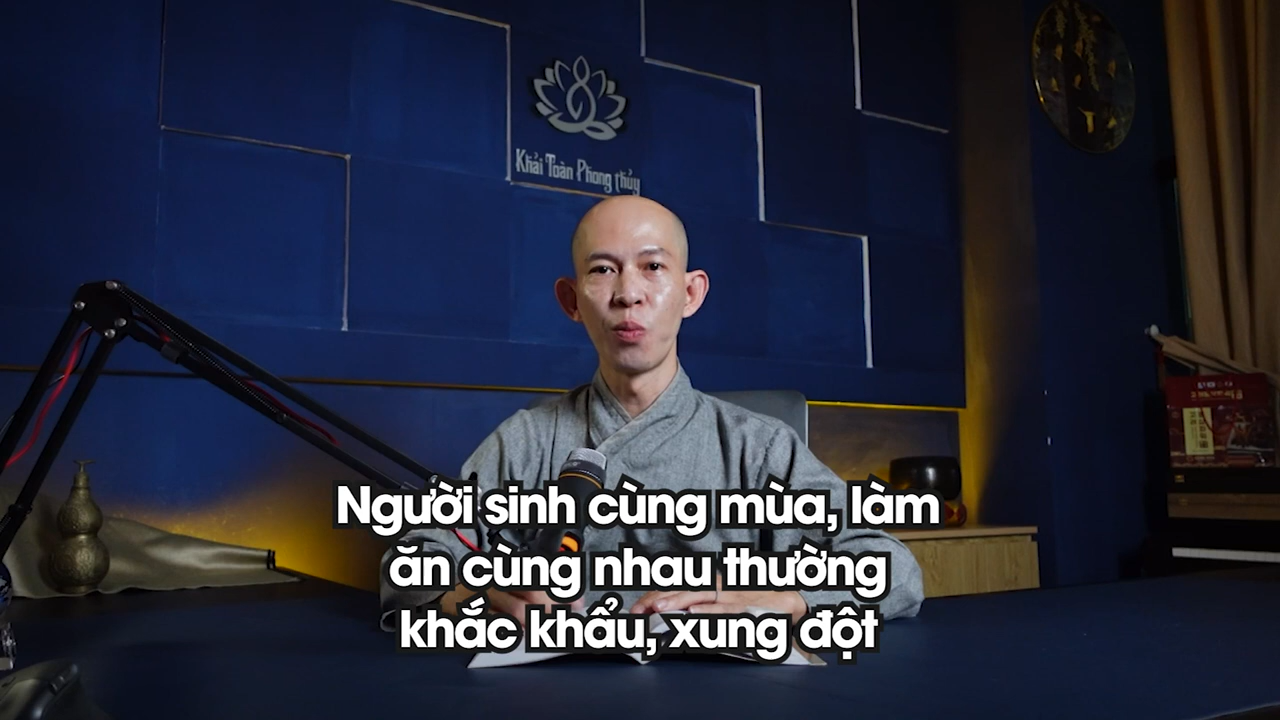 Khải Toàn Phong thủy
Người sinh cùng mùa, làm
ăn cùng nhau thường
khắc khẩu, xung đột